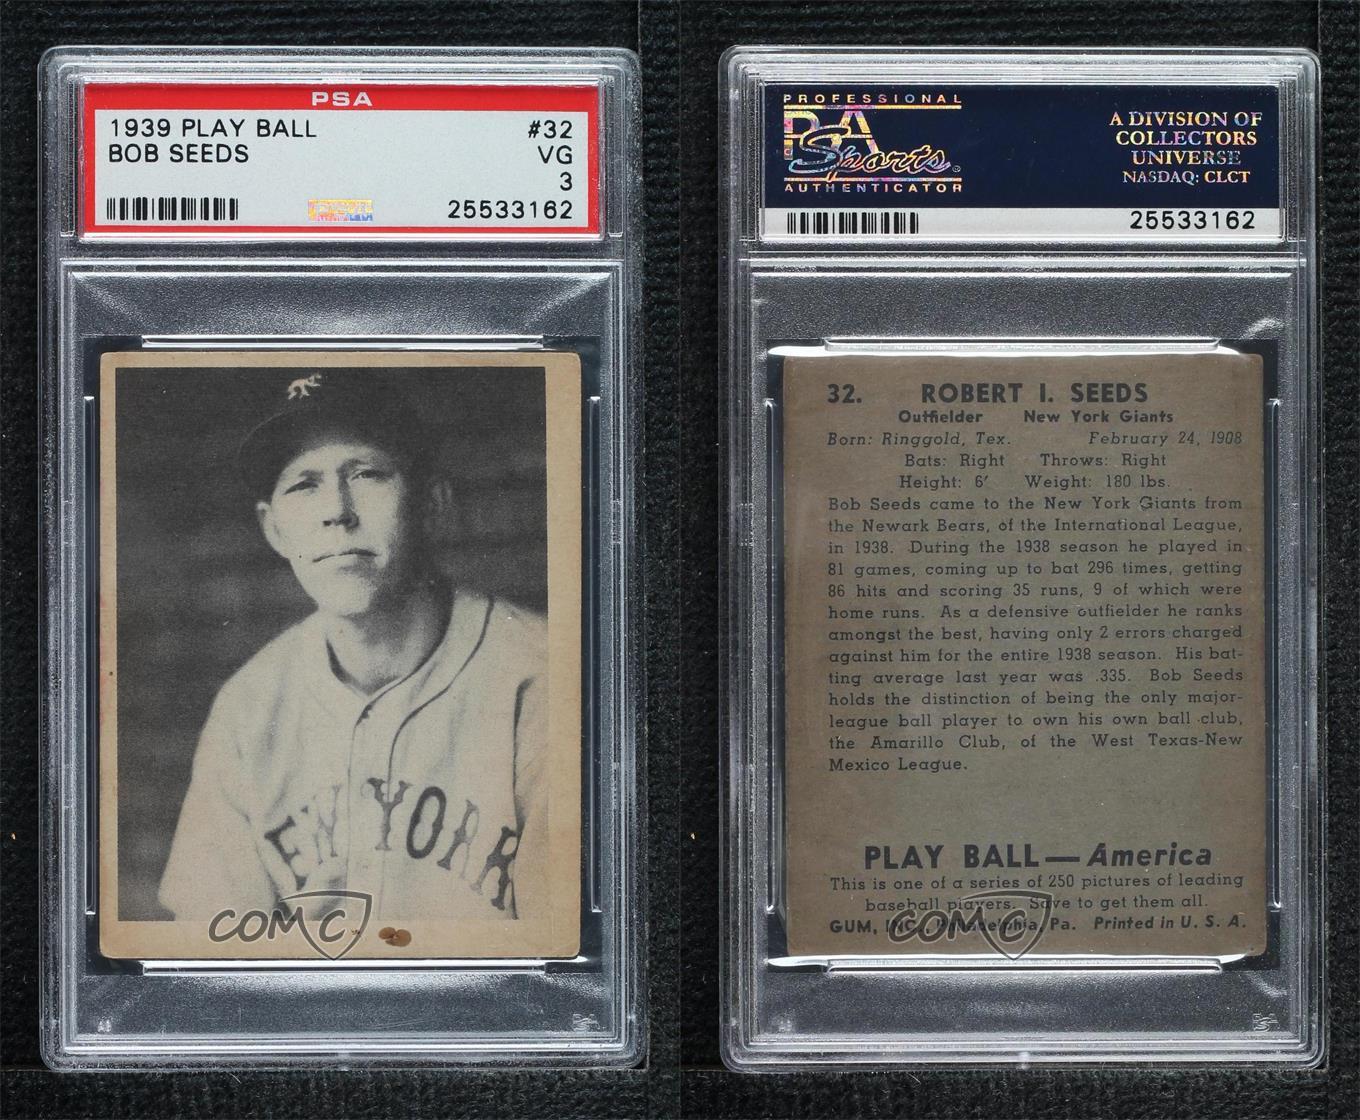 PSA
1939 PLAY BALL #32
BOB SEEDS VG
3
25533162
NEW YORK
COMC
PROFESSIONAL
PSA
Sports
AUTHENTICATOR
A DIVISION OF
COLLECTORS
UNIVERSE
NASDAQ: CLCT
25533162
32. ROBERT I. SEEDS
Outfielder New York Giants
Born: Ringgold, Tex. February 24, 1908
Bats: Right Throws: Right
Height: 6' Weight: 180 lbs.
Bob Seeds came to the New York Giants from
the Newark Bears, of the International League,
in 1938. During the 1938 season he played in
81 games, coming up to bat 296 times, getting
86 hits and scoring 35 runs, 9 of which were
home runs. As a defensive outfielder he ranks
amongst the best, having only 2 errors charged
against him for the entire 1938 season. His bat-
ting average last year was .335. Bob Seeds
holds the distinction of being the only major-
league ball player to own his own ball club,
the Amarillo Club, of the West Texas-New
Mexico League.
PLAY BALL—America
This is one of a series of 250 pictures of leading
baseball players. Save to get them all.
GUM, INC., Philadelphia, Pa. Printed in U. S. A.
COMC